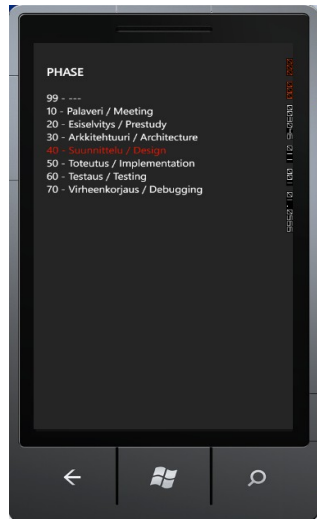 PHASE
99 - ---
10 - Palaveri / Meeting
20 - Esiselvitys / Prestudy
30 - Arkkitehtuuri / Architecture
40 - Suunnittelu / Design
50 - Toteutus / Implementation
60 - Testaus / Testing
70 - Virheenkorjaus / Debugging